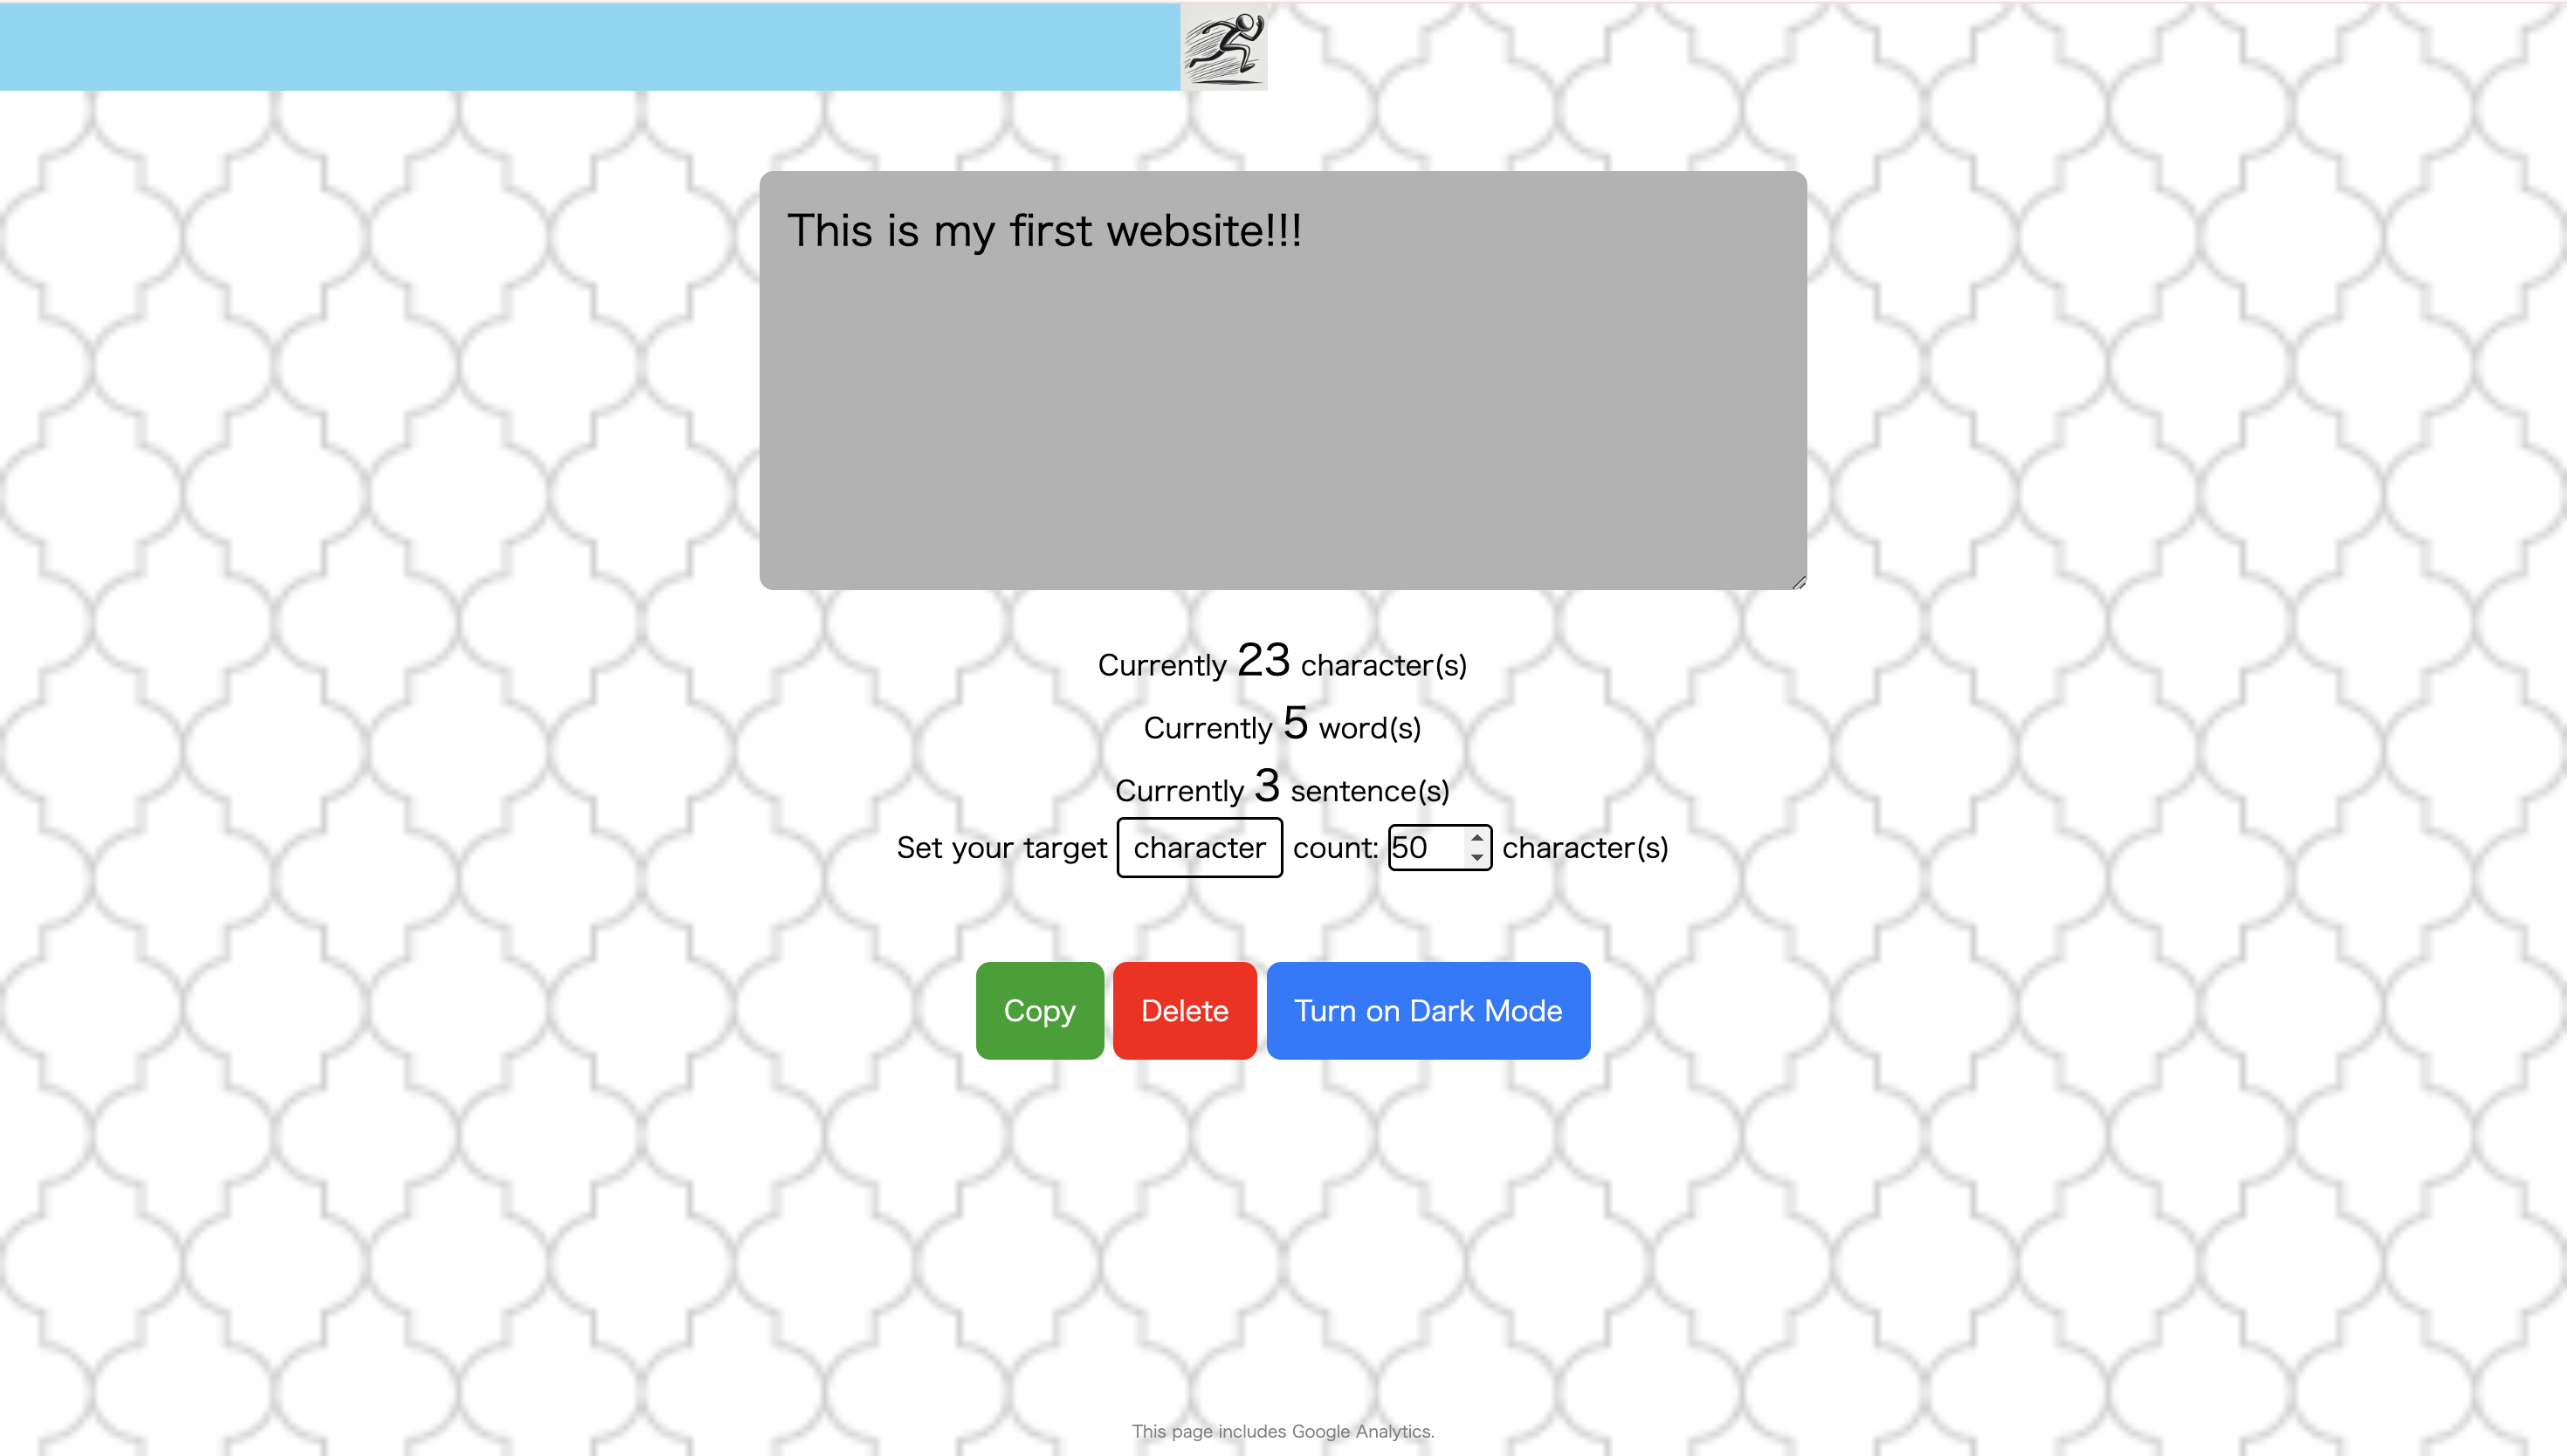 This is my first website!!!
Currently 23 character(s)
Currently 5 word(s)
Currently 3 sentence(s)
Set your target character count: 50 character(s)
Copy Delete Turn on Dark Mode
This page includes Google Analytics.